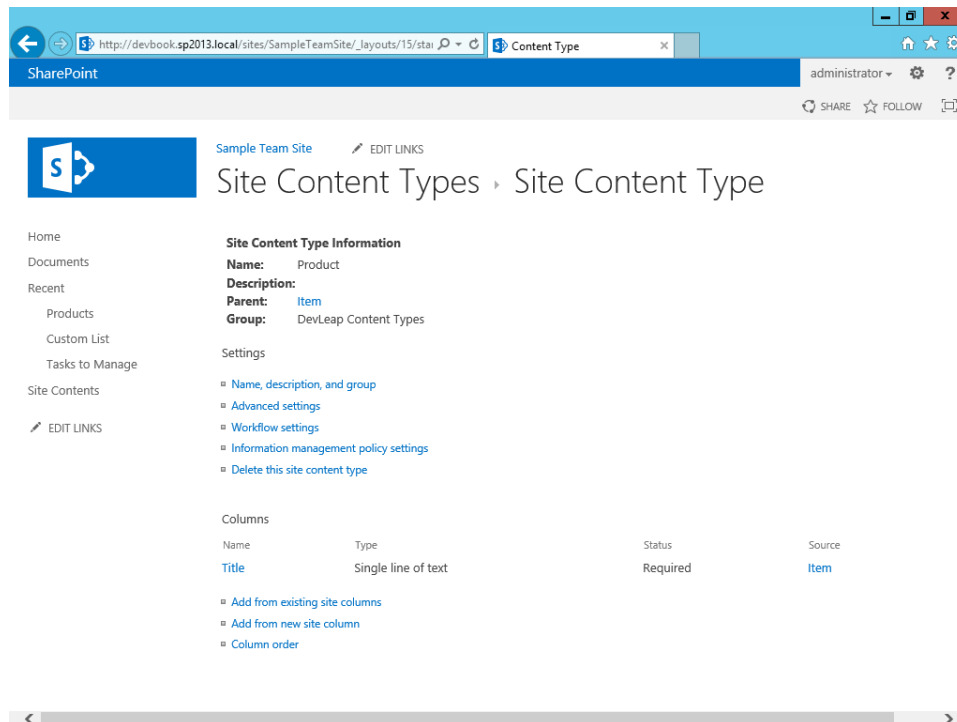 http://devbook.sp2013.local/sites/SampleTeamSite/_layouts/15/star
Content Type
SharePoint
administrator
?
SHARE
FOLLOW
S
Sample Team Site
EDIT LINKS
Site Content Types
Site Content Type
Home
Documents
Recent
Products
Custom List
Tasks to Manage
Site Contents
EDIT LINKS
Site Content Type Information
Name: Product
Description:
Parent: Item
Group: DevLeap Content Types
Settings
Name, description, and group
Advanced settings
Workflow settings
Information management policy settings
Delete this site content type
Columns
Name Type Status Source
Title Single line of text Required Item
Add from existing site columns
Add from new site column
Column order